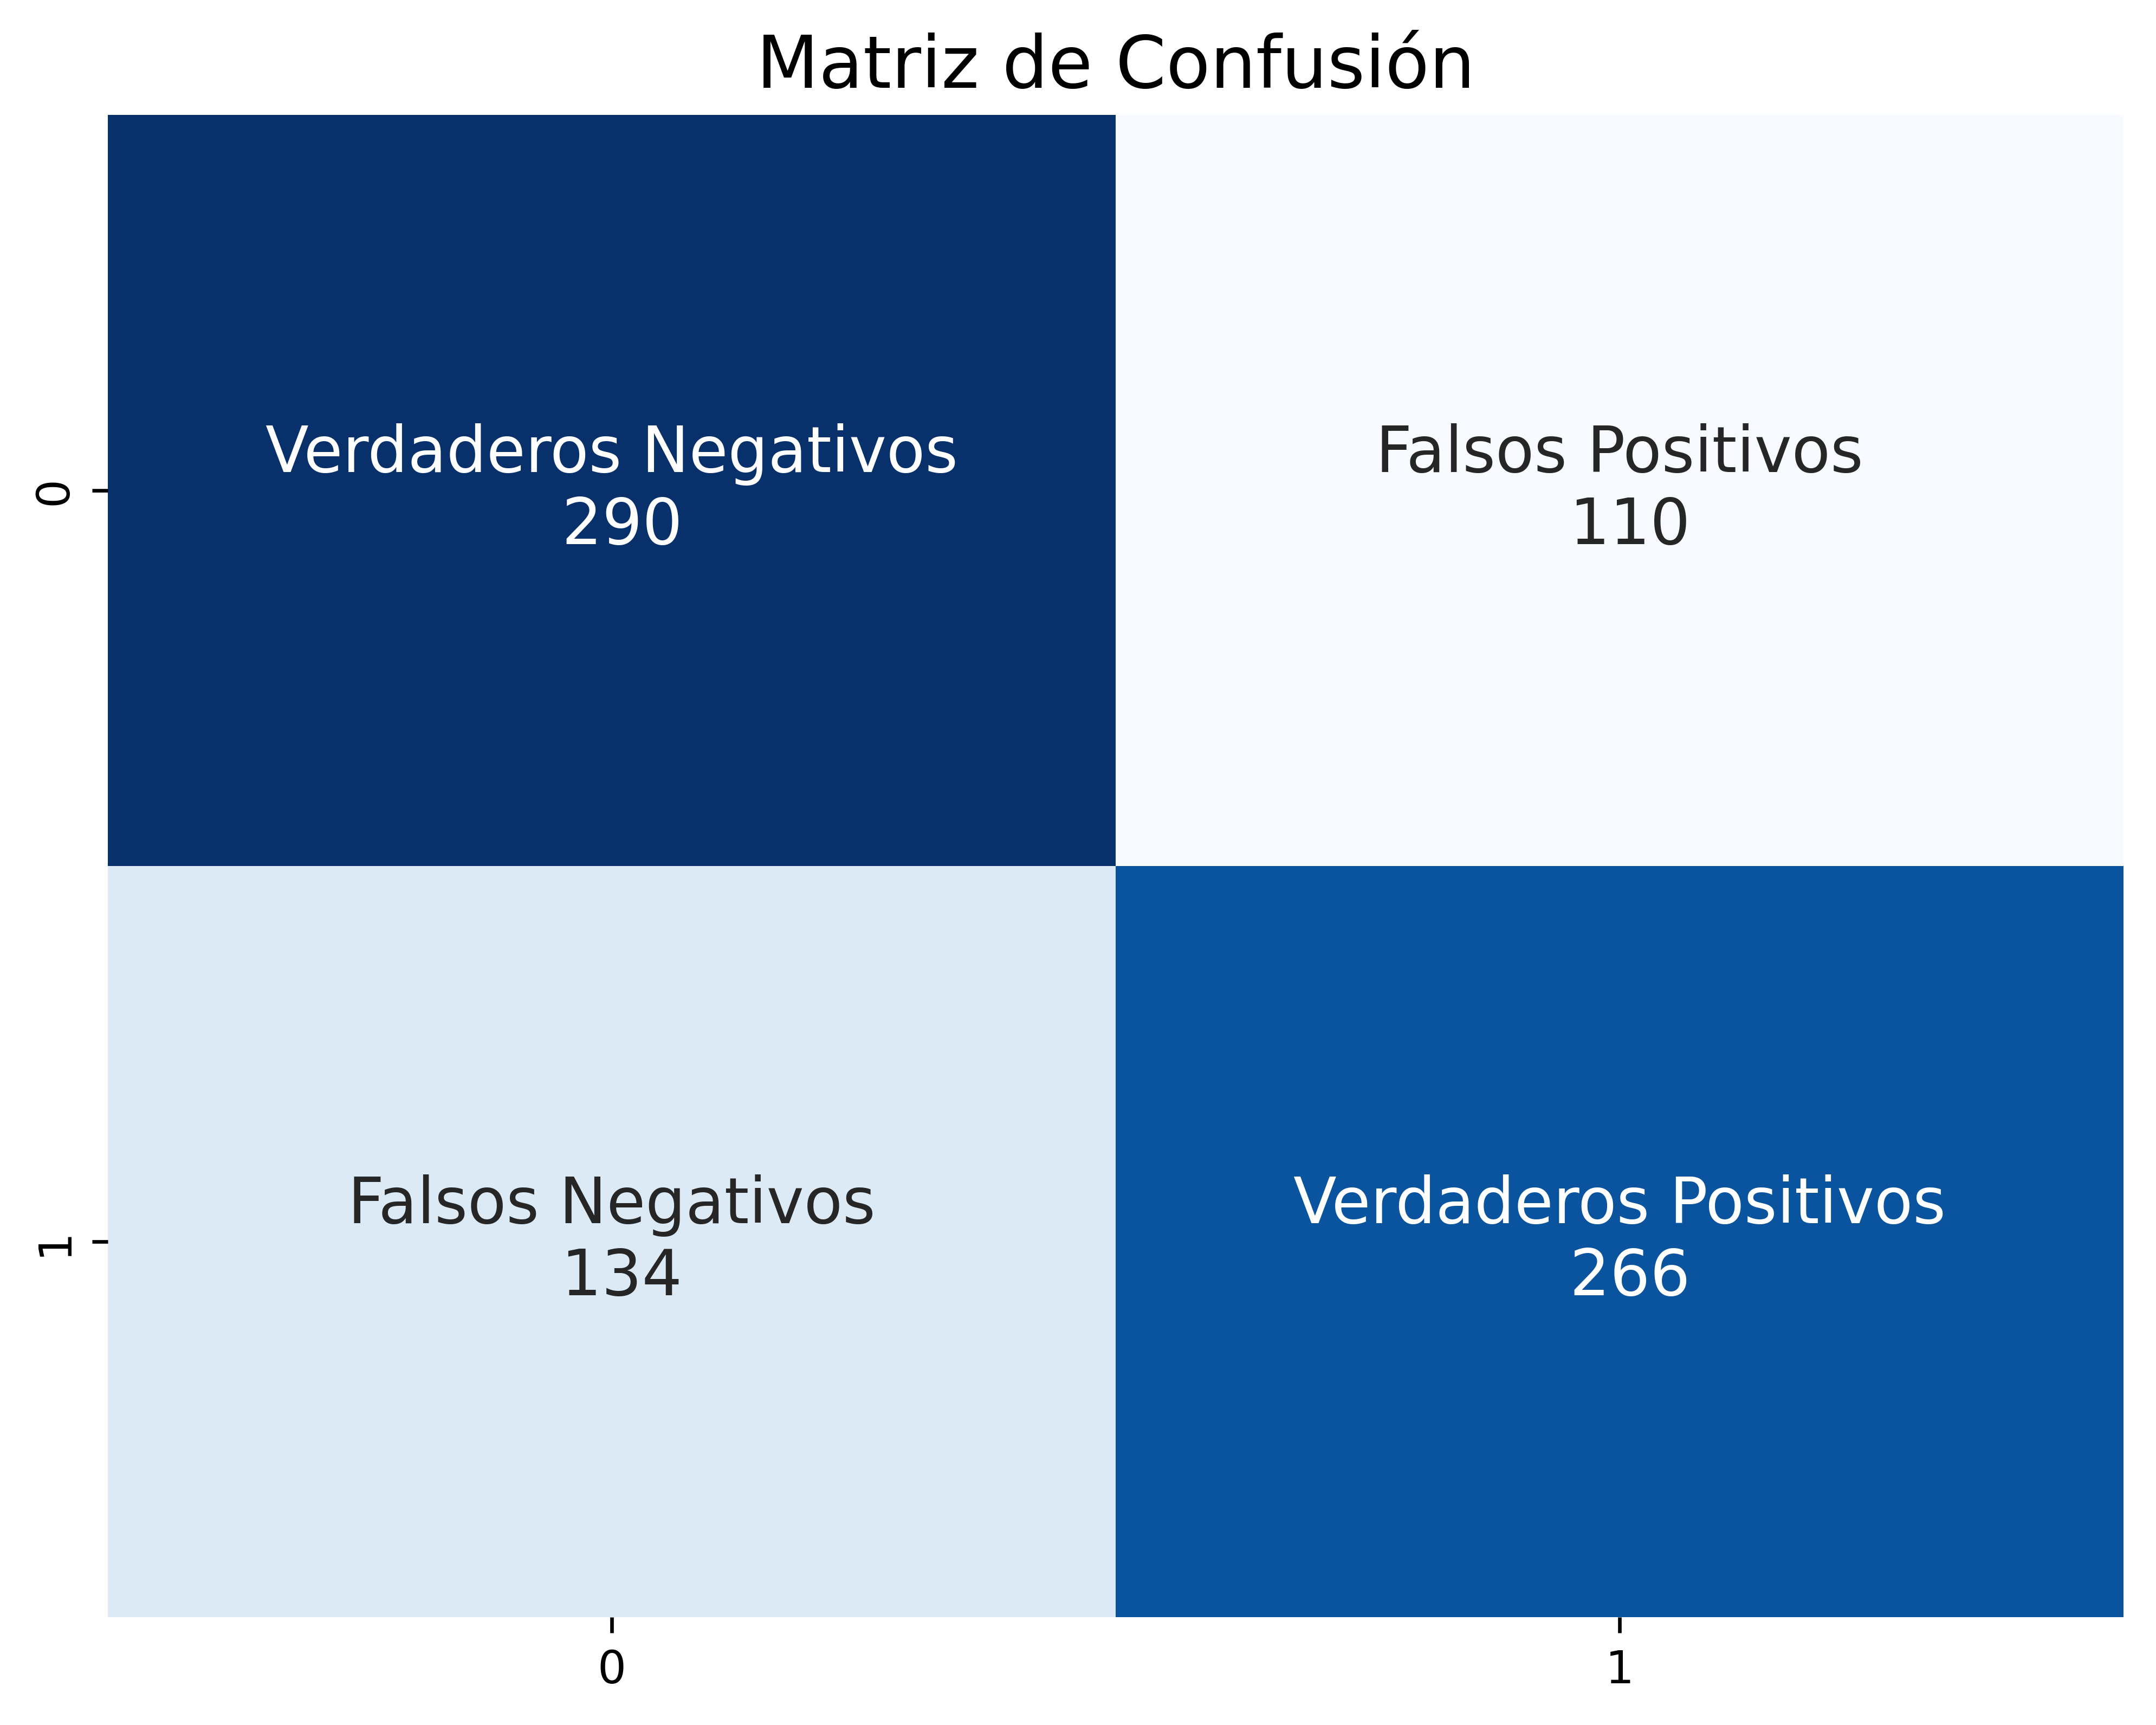 Matriz de Confusión
Verdaderos Negativos
290
Falsos Positivos
110
0
Falsos Negativos
134
Verdaderos Positivos
266
1
0
1